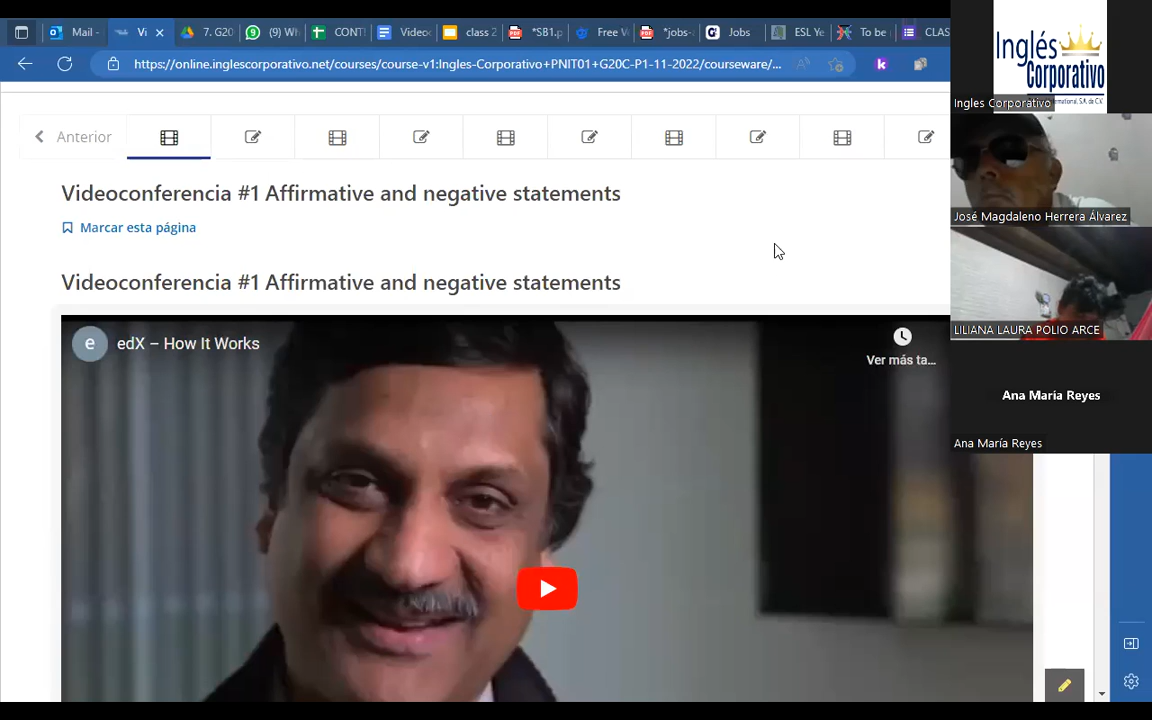 Mail -
Vi
7. G20
(9) Wh
CONT
Videoc
class 2
*SB1.p
Free V
*jobs-
Jobs
ESL Ye
To be
CLAS
https://online.inglescorporativo.net/courses/course-v1:Ingles-Corporativo+PNIT01+G20C-P1-11-2022/courseware/...
Anterior
Videoconferencia #1 Affirmative and negative statements
Marcar esta página
Videoconferencia #1 Affirmative and negative statements
e
edX – How It Works
Ver más ta...
Inglés
Corporativo
International, S.A. de C.V.
Ingles Corporativo
José Magdaleno Herrera Álvarez
LILIANA LAURA POLIO ARCE
Ana María Reyes
Ana María Reyes